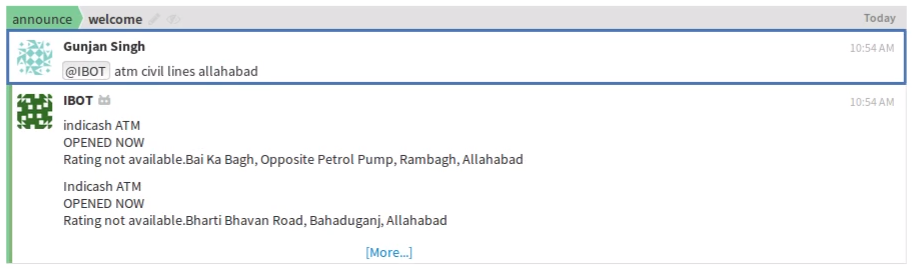 announce welcome Today
Gunjan Singh 10:54 AM
@IBOT atm civil lines allahabad
IBOT 10:54 AM
indicash ATM
OPENED NOW
Rating not available.Bai Ka Bagh, Opposite Petrol Pump, Rambagh, Allahabad
Indicash ATM
OPENED NOW
Rating not available.Bharti Bhavan Road, Bahaduganj, Allahabad
[More...]